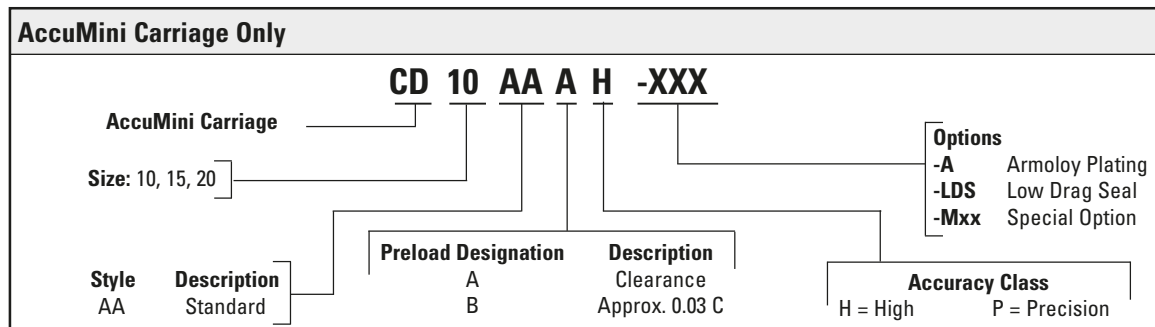 AccuMini Carriage Only
CD 10 AA A H -XXX
AccuMini Carriage
Size: 10, 15, 20
Options
-A Armoloy Plating
-LDS Low Drag Seal
-Mxx Special Option
Style Description
AA Standard
Preload Designation Description
A Clearance
B Approx. 0.03 C
Accuracy Class
H = High P = Precision